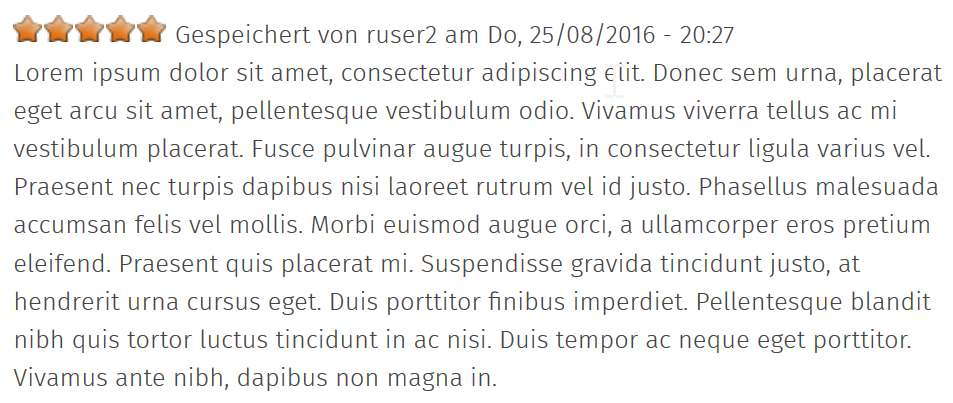 Gespeichert von ruser2 am Do, 25/08/2016 - 20:27
Lorem ipsum dolor sit amet, consectetur adipiscing elit. Donec sem urna, placerat
eget arcu sit amet, pellentesque vestibulum odio. Vivamus viverra tellus ac mi
vestibulum placerat. Fusce pulvinar augue turpis, in consectetur ligula varius vel.
Praesent nec turpis dapibus nisi laoreet rutrum vel id justo. Phasellus malesuada
accumsan felis vel mollis. Morbi euismod augue orci, a ullamcorper eros pretium
eleifend. Praesent quis placerat mi. Suspendisse gravida tincidunt justo, at
hendrerit urna cursus eget. Duis porttitor finibus imperdiet. Pellentesque blandit
nibh quis tortor luctus tincidunt in ac nisi. Duis tempor ac neque eget porttitor.
Vivamus ante nibh, dapibus non magna in.